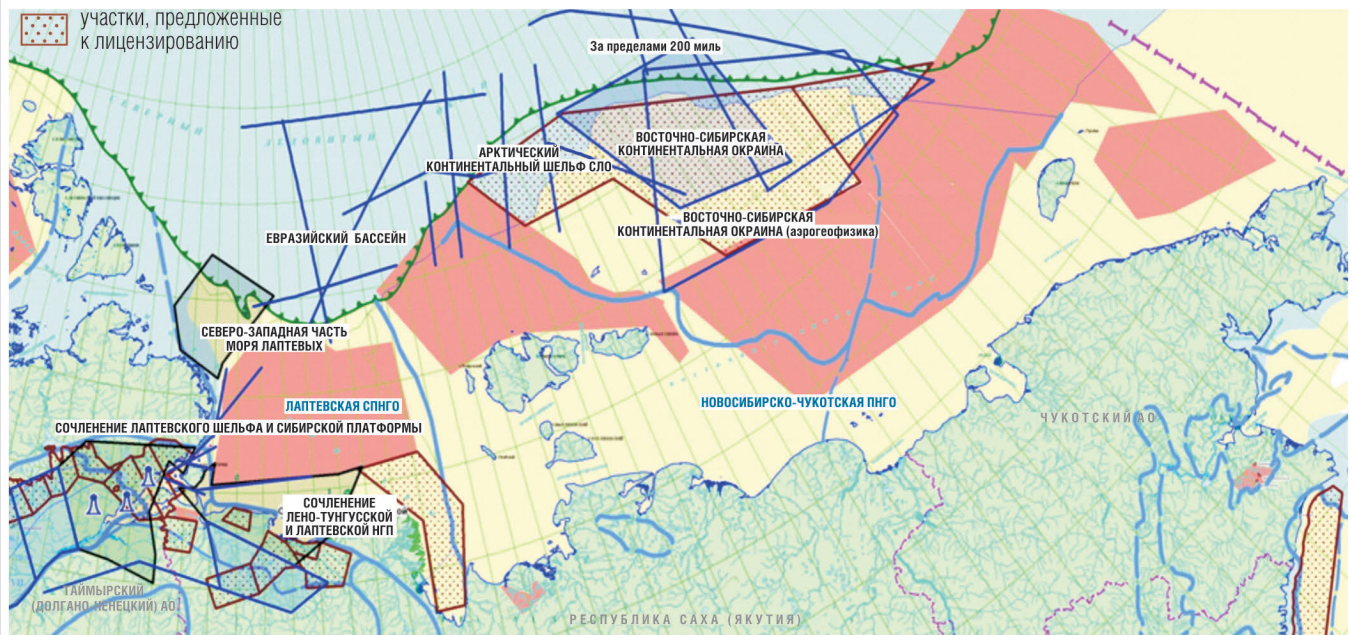 участки, предложенные
к лицензированию
За пределами 200 миль
СЕВЕРНЫЙ
ЛЕДОВИТЫЙ
ВОСТОЧНО-СИБИРСКАЯ
КОНТИНЕНТАЛЬНАЯ ОКРАИНА
АРКТИЧЕСКИЙ
КОНТИНЕНТАЛЬНЫЙ ШЕЛЬФ СЛО
ВОСТОЧНО-СИБИРСКАЯ
КОНТИНЕНТАЛЬНАЯ ОКРАИНА (аэрогеофизика)
ЕВРАЗИЙСКИЙ БАССЕЙН
СЕВЕРО-ЗАПАДНАЯ ЧАСТЬ
МОРЯ ЛАПТЕВЫХ
ЛАПТЕВСКАЯ СПНГО
НОВОСИБИРСКО-ЧУКОТСКАЯ ПНГО
ЧУКОТСКИЙ АО
СОЧЛЕНЕНИЕ ЛАПТЕВСКОГО ШЕЛЬФА И СИБИРСКОЙ ПЛАТФОРМЫ
СОЧЛЕНЕНИЕ
ЛЕНО-ТУНГУССКОЙ
И ЛАПТЕВСКОЙ НГП
ТАЙМЫРСКИЙ
(ДОЛГАНО-НЕНЕЦКИЙ) АО
РЕСПУБЛИКА САХА (ЯКУТИЯ)